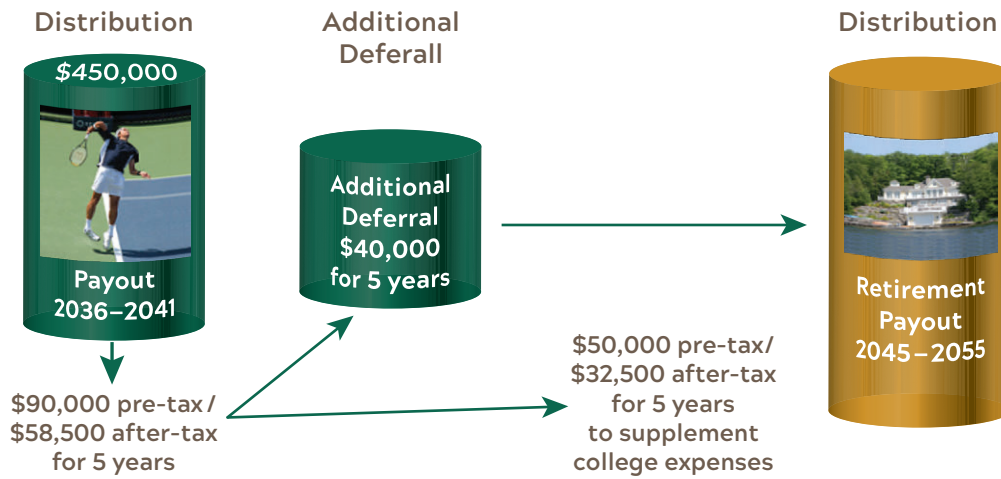 Distribution
$450,000
Payout
2036–2041
$90,000 pre-tax/
$58,500 after-tax
for 5 years
Additional
Deferall
Additional
Deferral
$40,000
for 5 years
$50,000 pre-tax/
$32,500 after-tax
for 5 years
to supplement
college expenses
Distribution
Retirement
Payout
2045–2055